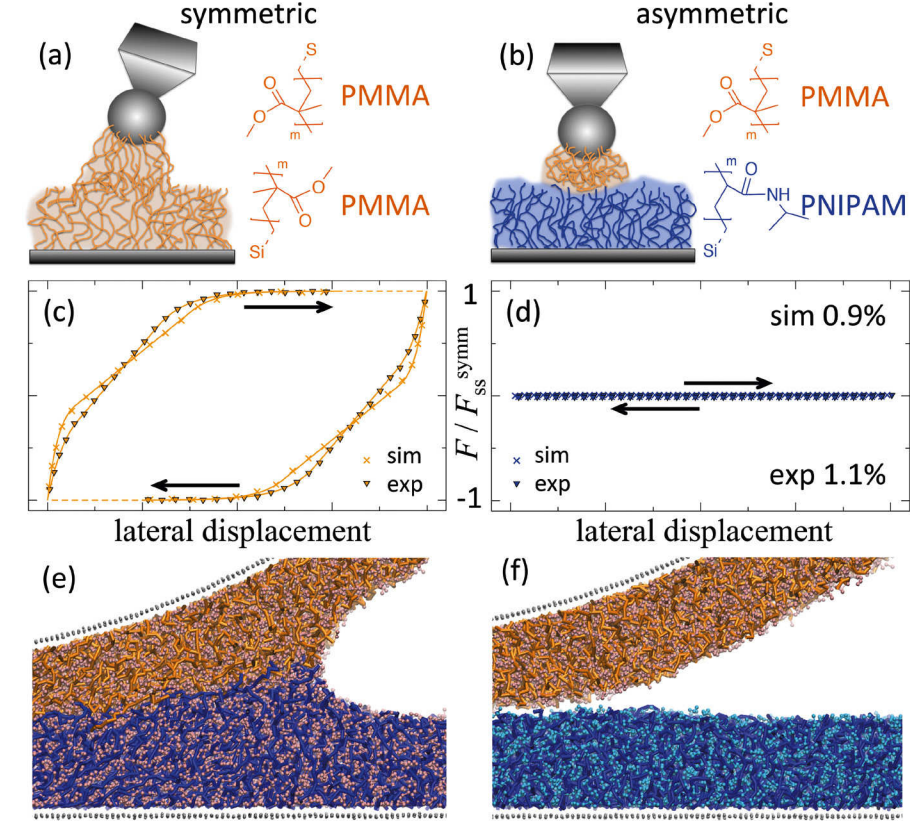 symmetric
asymmetric
(a)
S
O
O
m
PMMA
m
O
O
Si
PMMA
(b)
S
O
O
m
PMMA
m
O
NH
Si
PNIPAM
(c)
sim
exp
lateral displacement
1
F / F_ss^symm
-1
(d)
sim 0.9%
sim
exp
exp 1.1%
lateral displacement
(e)
(f)